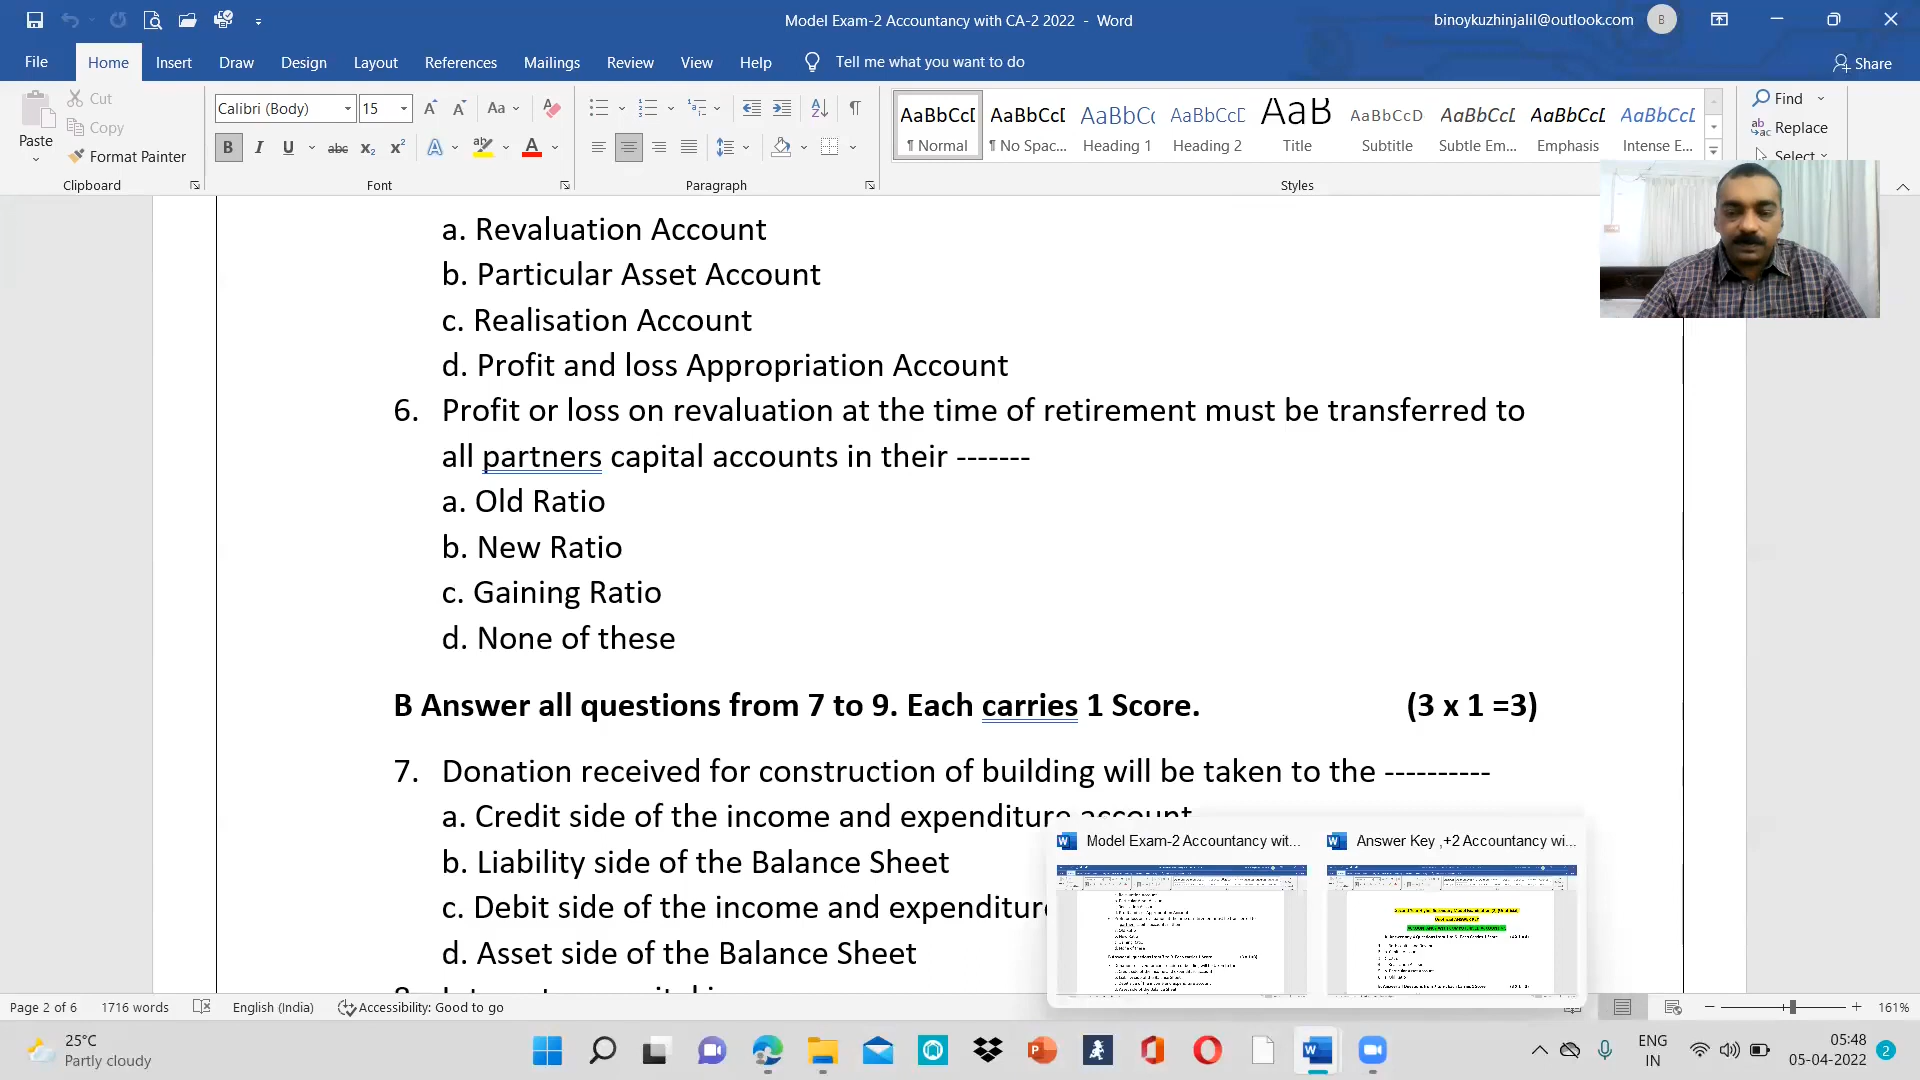 Model Exam-2 Accountancy with CA-2 2022 - Word
binoykuzhinjalil@outlook.com
B
File Home Insert Draw Design Layout References Mailings Review View Help Tell me what you want to do
Share
Cut
Copy
Paste
Format Painter
Clipboard
Calibri (Body) 15
Font
Paragraph
AaBbCcD AaBbCcD AaBbCc AaBbCcD AaB AaBbCcD AaBbCcD AaBbCcD AaBbCcD
¶ Normal ¶ No Spac... Heading 1 Heading 2 Title Subtitle Subtle Em... Emphasis Intense E...
Styles
Find
Replace
Select
a. Revaluation Account
b. Particular Asset Account
c. Realisation Account
d. Profit and loss Appropriation Account
6. Profit or loss on revaluation at the time of retirement must be transferred to
all partners capital accounts in their -------
a. Old Ratio
b. New Ratio
c. Gaining Ratio
d. None of these
B Answer all questions from 7 to 9. Each carries 1 Score. (3 x 1 =3)
7. Donation received for construction of building will be taken to the ----------
a. Credit side of the income and expenditure account
b. Liability side of the Balance Sheet
c. Debit side of the income and expenditure
d. Asset side of the Balance Sheet
Model Exam-2 Accountancy wit...
Answer Key ,+2 Accountancy wi...
Page 2 of 6 1716 words English (India) Accessibility: Good to go
161%
25°C
Partly cloudy
ENG
IN
05:48
05-04-2022
2